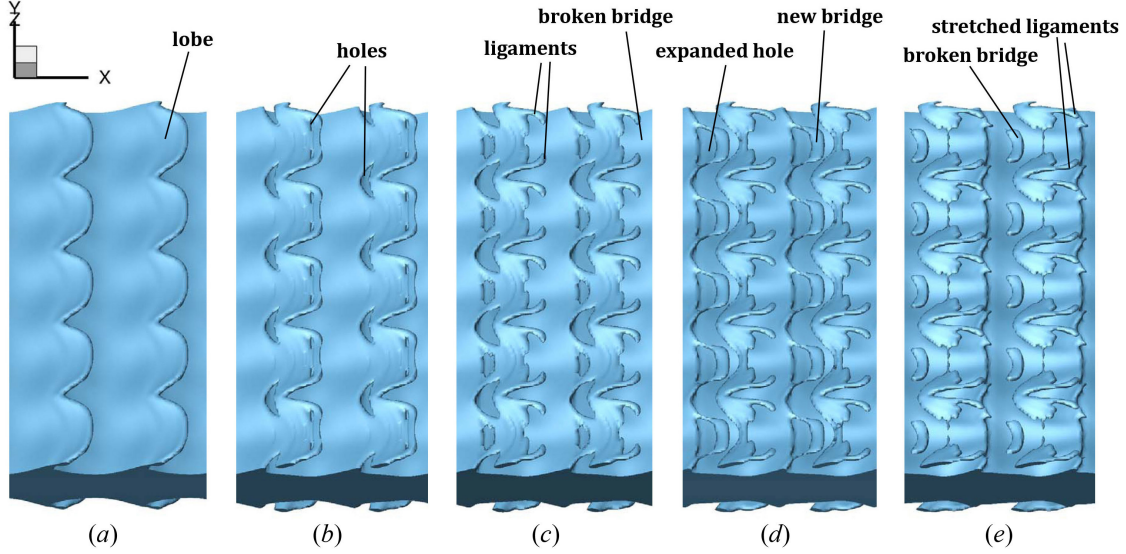 Y
Z
X
lobe
holes
ligaments
broken bridge
expanded hole
new bridge
stretched ligaments
broken bridge
(a)
(b)
(c)
(d)
(e)